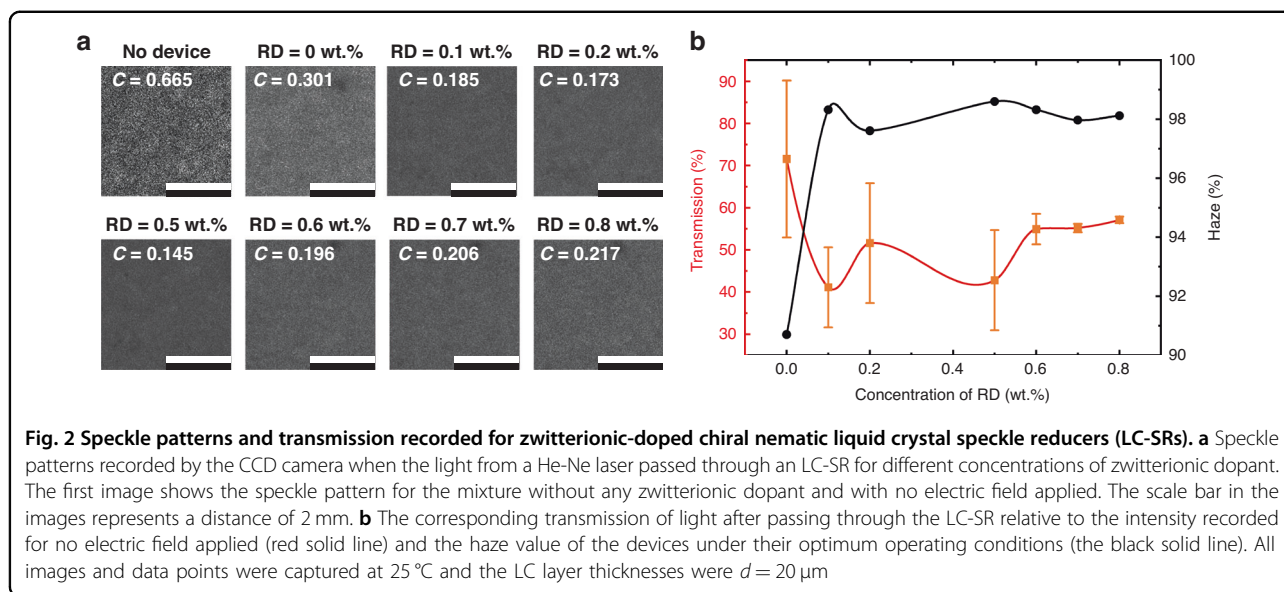 a
No device
RD = 0 wt.%
RD = 0.1 wt.%
RD = 0.2 wt.%
C = 0.665
C = 0.301
C = 0.185
C = 0.173
RD = 0.5 wt.%
RD = 0.6 wt.%
RD = 0.7 wt.%
RD = 0.8 wt.%
C = 0.145
C = 0.196
C = 0.206
C = 0.217
b
90
80
70
60
50
40
30
Transmission (%)
100
98
96
94
92
90
Haze (%)
0.0 0.1 0.2 0.3 0.4 0.5 0.6 0.7 0.8
Concentration of RD (wt.%)
Fig. 2 Speckle patterns and transmission recorded for zwitterionic-doped chiral nematic liquid crystal speckle reducers (LC-SRs). a Speckle
patterns recorded by the CCD camera when the light from a He-Ne laser passed through an LC-SR for different concentrations of zwitterionic dopant.
The first image shows the speckle pattern for the mixture without any zwitterionic dopant and with no electric field applied. The scale bar in the
images represents a distance of 2 mm. b The corresponding transmission of light after passing through the LC-SR relative to the intensity recorded
for no electric field applied (red solid line) and the haze value of the devices under their optimum operating conditions (the black solid line). All
images and data points were captured at 25 °C and the LC layer thicknesses were d = 20 μm